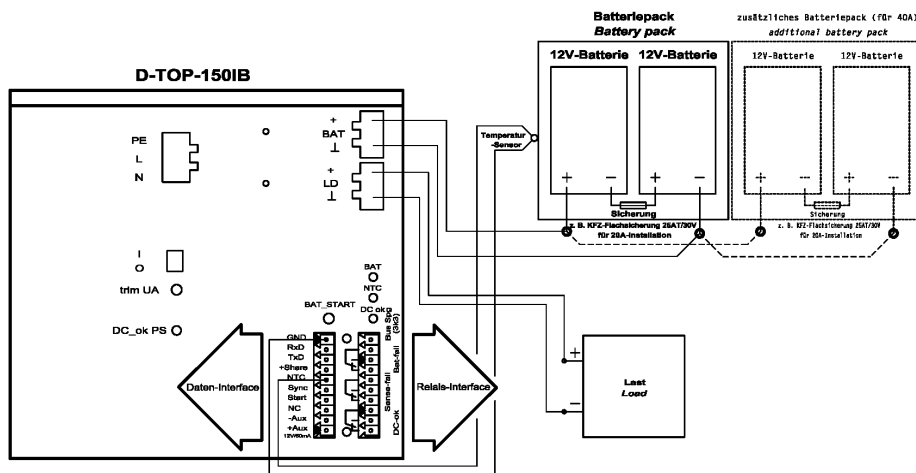 Batteriepack
Battery pack
zusätzliches Batteriepack (für 40A)
additional battery pack
12V-Batterie
12V-Batterie
12V-Batterie
12V-Batterie
D-TOP-150IB
PE
L
N
+
BAT
⊥
+
LD
⊥
Temperatur
-Sensor
+
−
+
−
+
−
+
−
Sicherung
z. B. KFZ-Flachsicherung 25AT/30V
für 20A-Installation
Sicherung
z. B. KFZ-Flachsicherung 25AT/30V
für 20A-Installation
I
O
trim UA
DC_ok PS
BAT
NTC
BAT_START
DC ok
GND
RxD
TxD
+Share
NTC
Sync
Start
NC
-Aux
+Aux
12V/60mA
Bus Spg
(3k3)
Bat-fail
Sense-fail
DC-ok
Daten-Interface
Relais-Interface
+
−
Last
Load